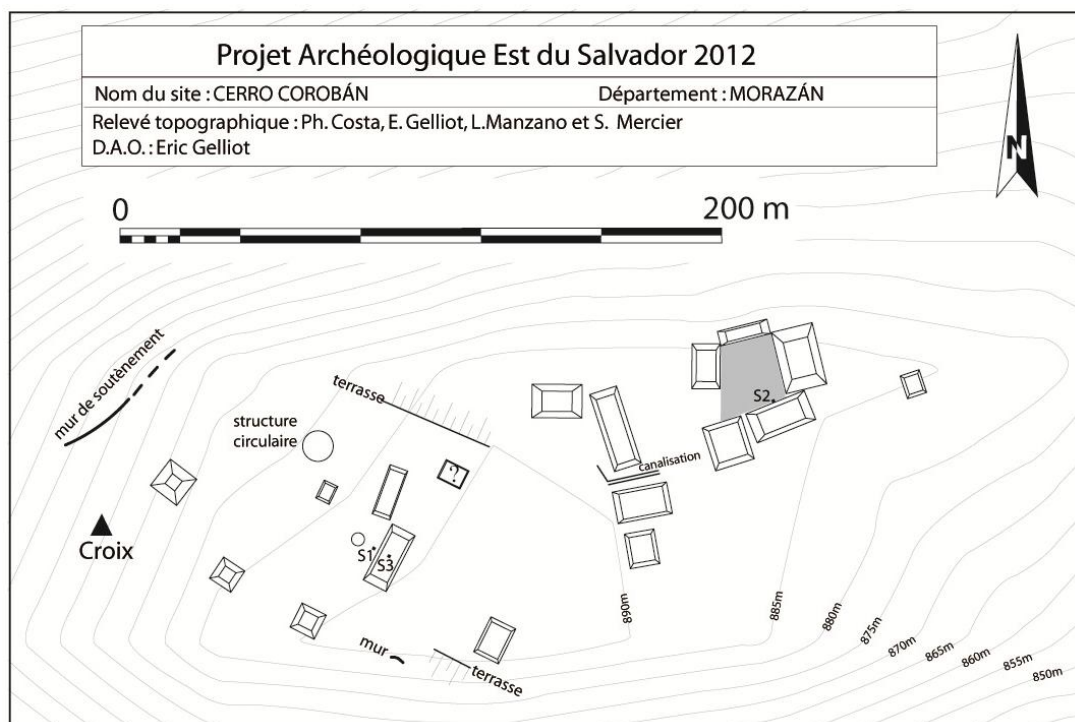 Projet Archéologique Est du Salvador 2012
Nom du site : CERRO COROBÁN Département : MORAZÁN
Relevé topographique : Ph. Costa, E. Gelliot, L.Manzano et S. Mercier
D.A.O. : Eric Gelliot
N
0 200 m
mur de soutènement
terrasse
structure
circulaire
?
S2
canalisation
Croix
S1
S3
mur
terrasse
890m
885m
880m
875m
870m
865m
860m
855m
850m